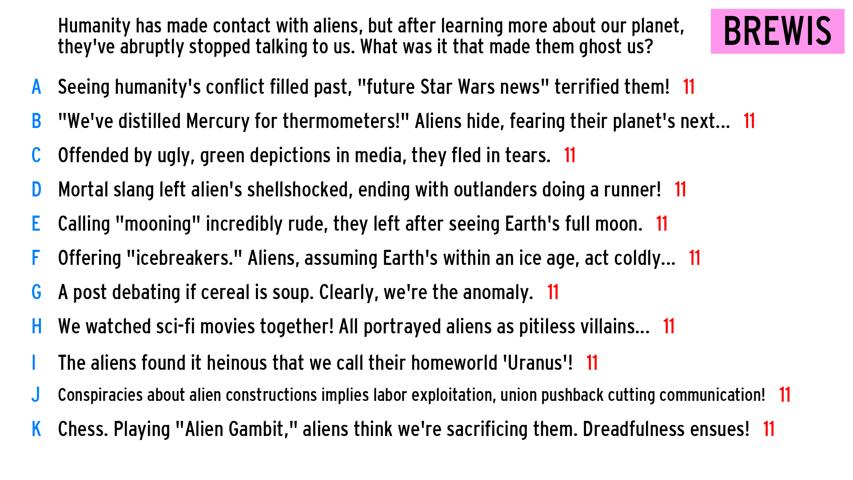 Humanity has made contact with aliens, but after learning more about our planet,
they've abruptly stopped talking to us. What was it that made them ghost us?
BREWIS
A Seeing humanity's conflict filled past, "future Star Wars news" terrified them! 11
B "We've distilled Mercury for thermometers!" Aliens hide, fearing their planet's next... 11
C Offended by ugly, green depictions in media, they fled in tears. 11
D Mortal slang left alien's shellshocked, ending with outlanders doing a runner! 11
E Calling "mooning" incredibly rude, they left after seeing Earth's full moon. 11
F Offering "icebreakers." Aliens, assuming Earth's within an ice age, act coldly... 11
G A post debating if cereal is soup. Clearly, we're the anomaly. 11
H We watched sci-fi movies together! All portrayed aliens as pitiless villains... 11
I The aliens found it heinous that we call their homeworld 'Uranus'! 11
J Conspiracies about alien constructions implies labor exploitation, union pushback cutting communication! 11
K Chess. Playing "Alien Gambit," aliens think we're sacrificing them. Dreadfulness ensues! 11